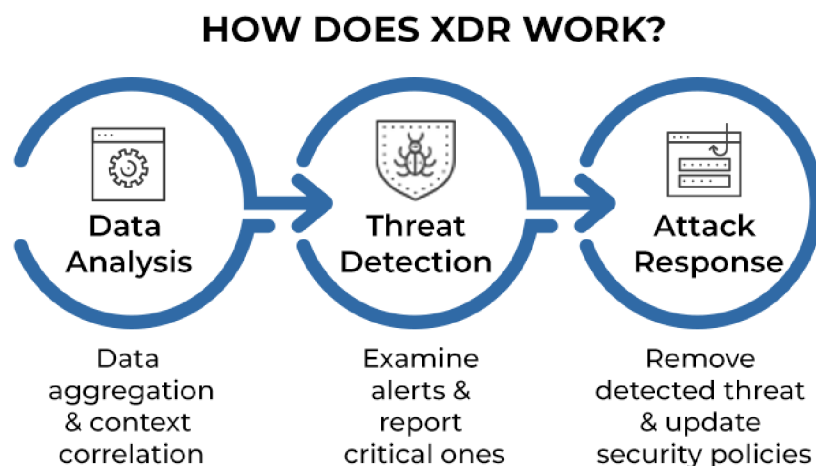 HOW DOES XDR WORK?
Data
Analysis
Threat
Detection
Attack
Response
Data
aggregation
& context
correlation
Examine
alerts &
report
critical ones
Remove
detected threat
& update
security policies